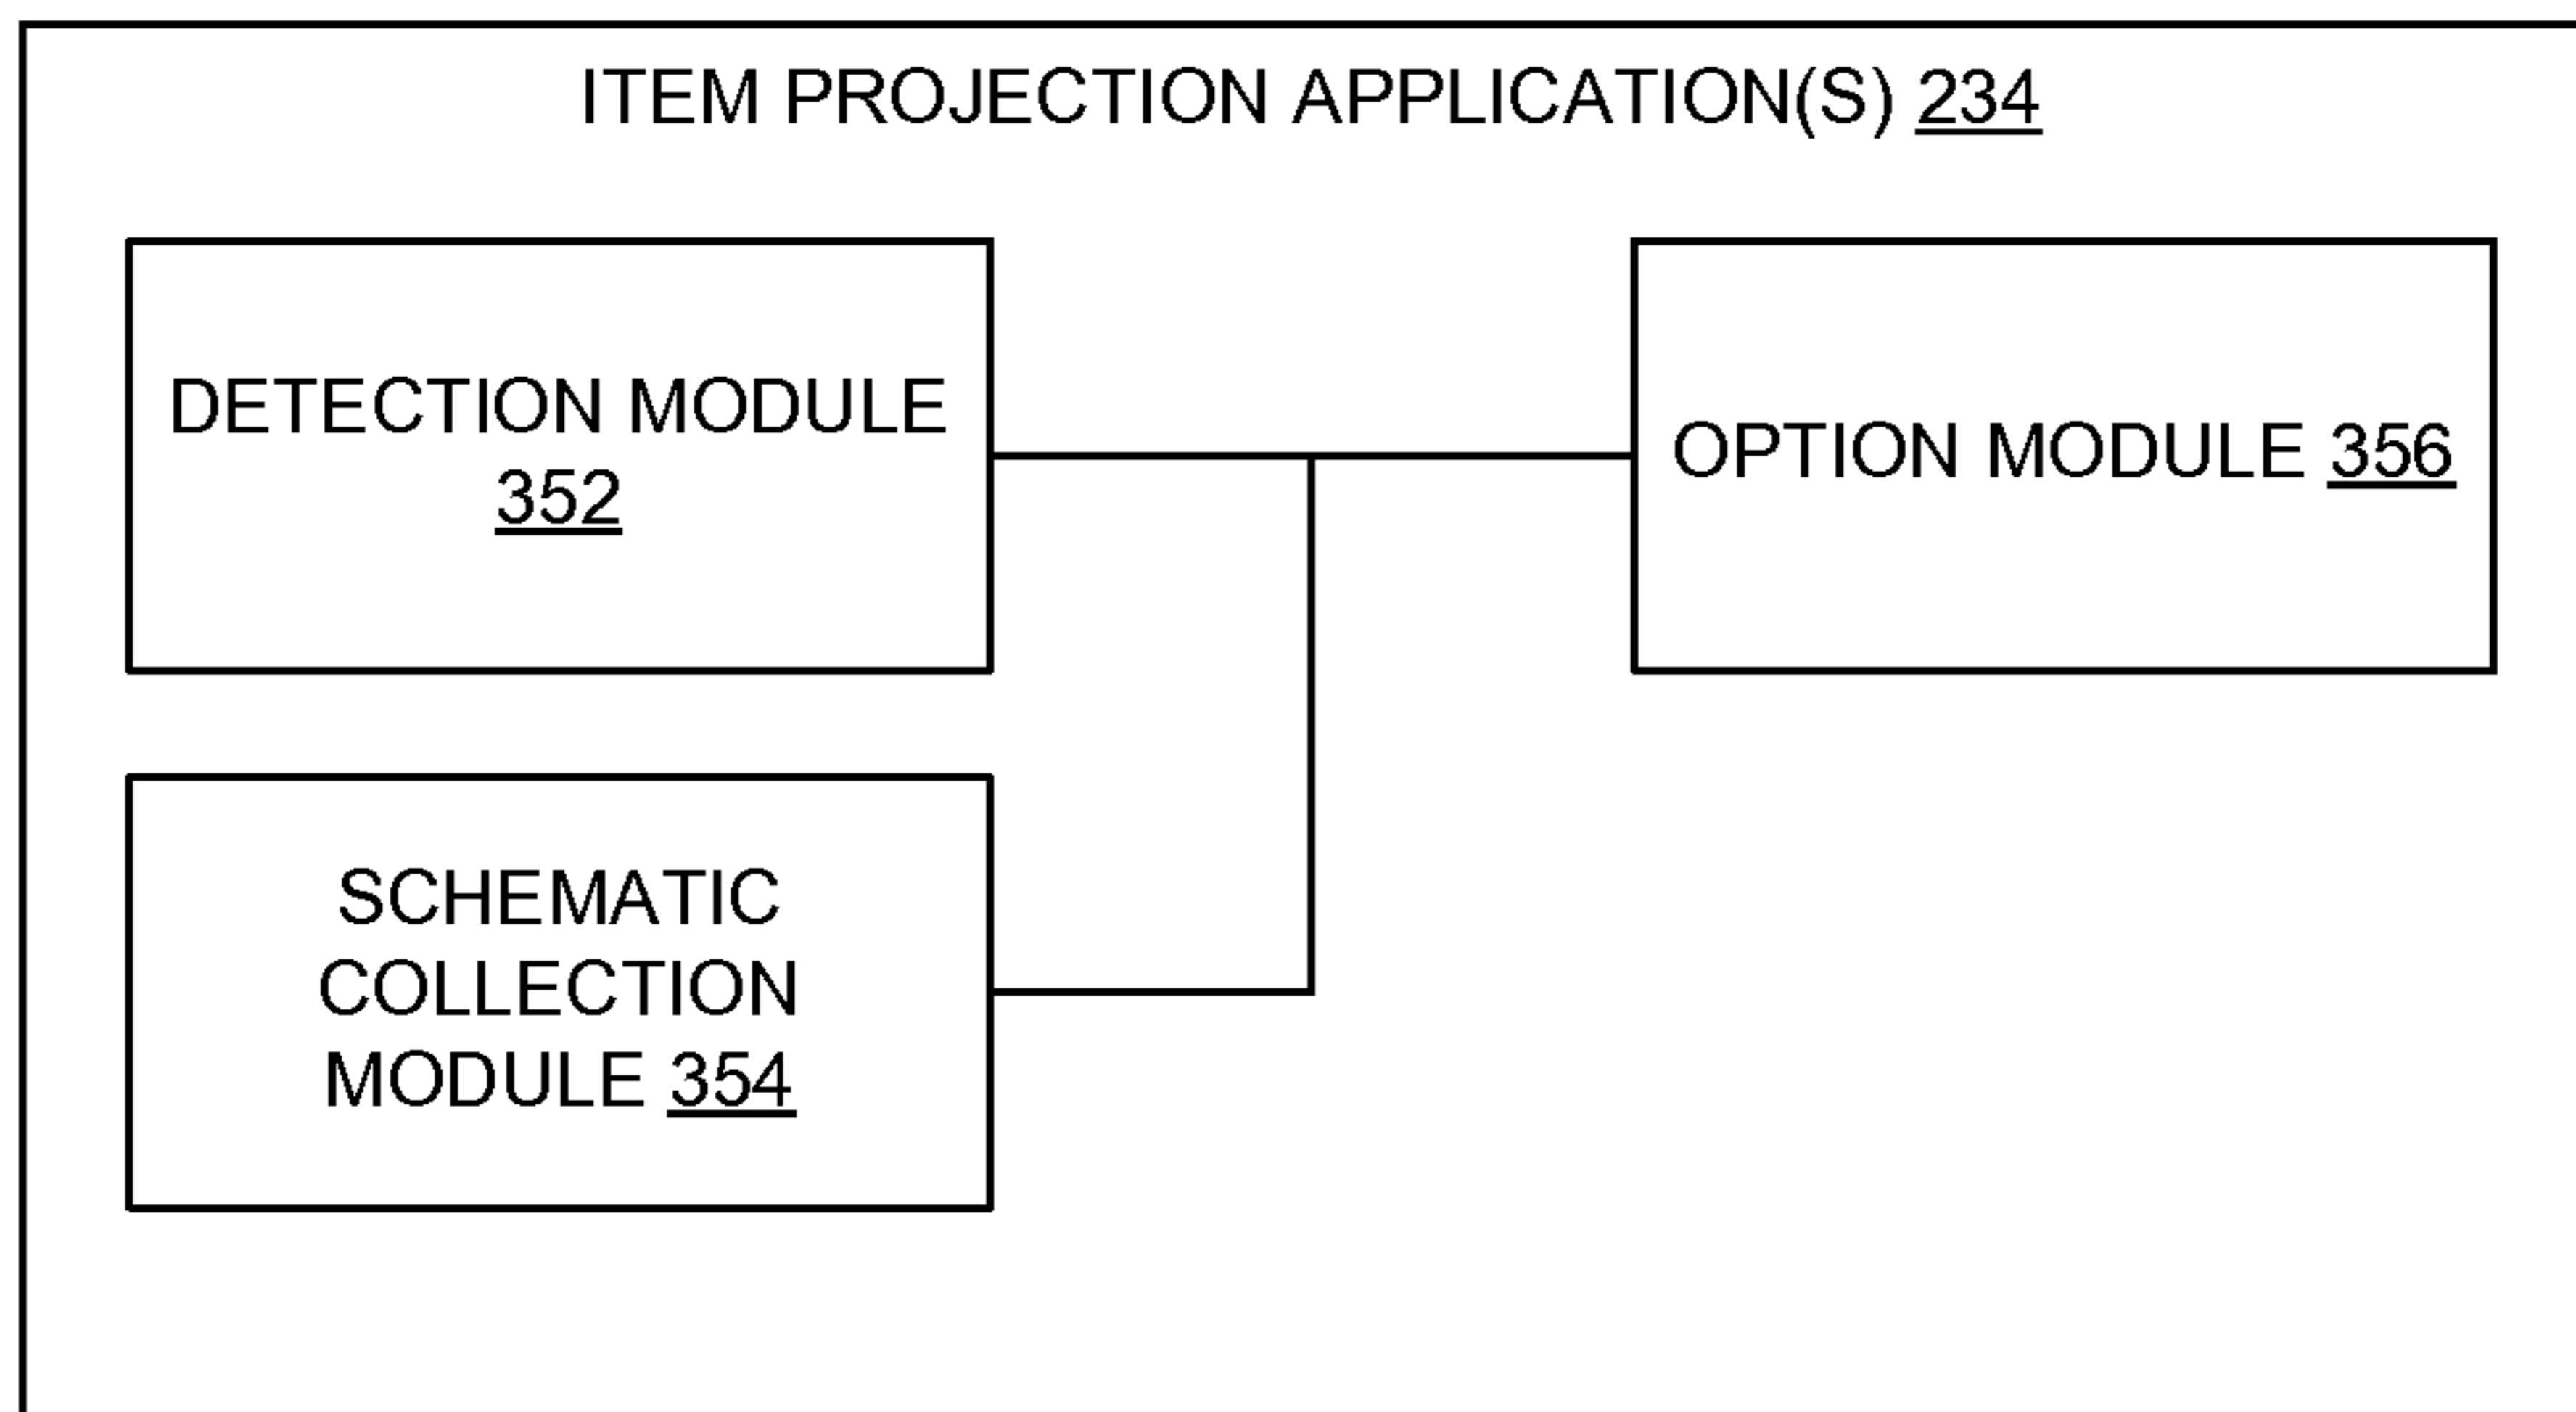 ITEM PROJECTION APPLICATION(S) 234
DETECTION MODULE
352
OPTION MODULE 356
SCHEMATIC
COLLECTION
MODULE 354